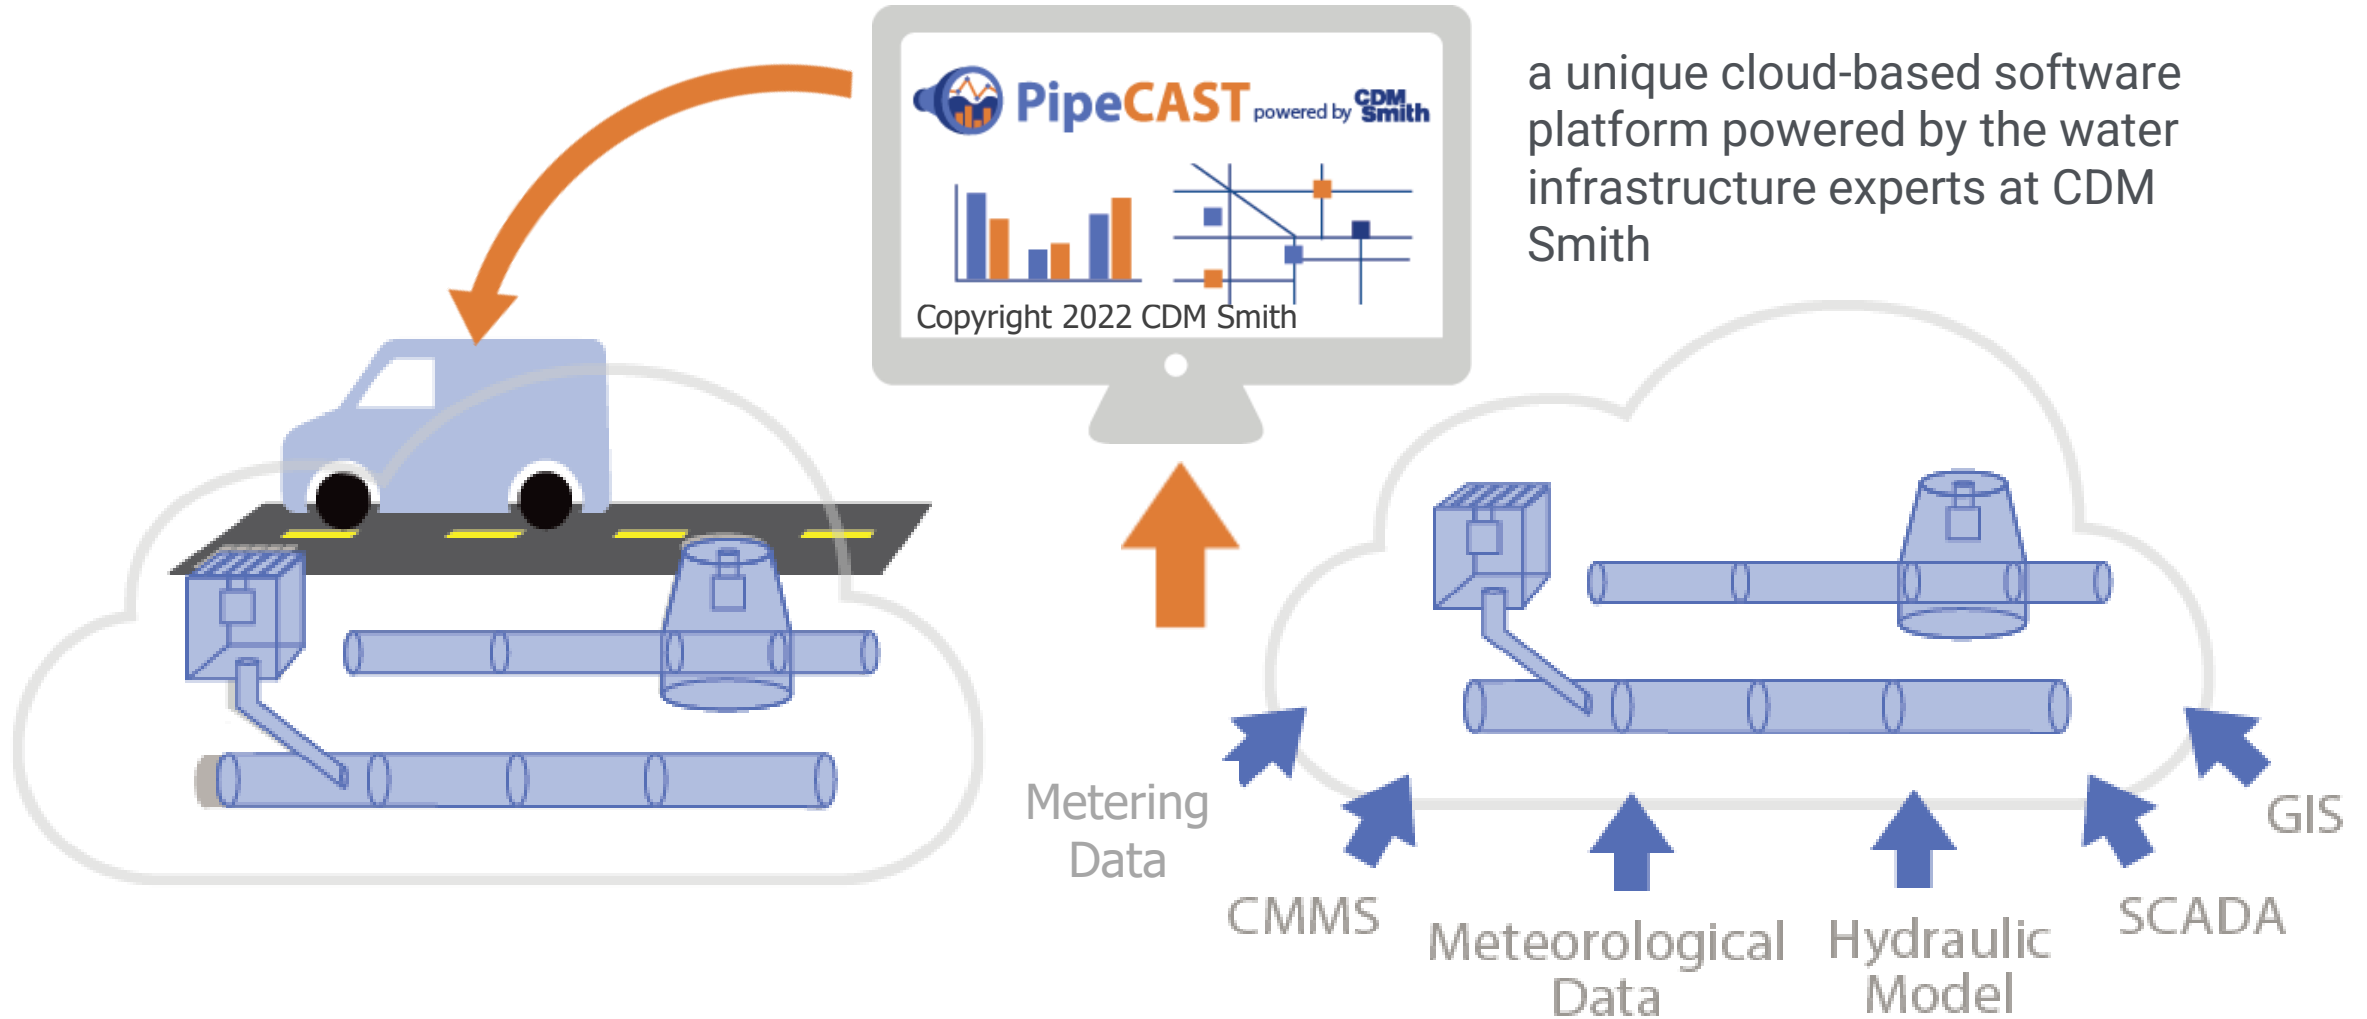 PipeCAST powered by CDM Smith
Copyright 2022 CDM Smith
a unique cloud-based software
platform powered by the water
infrastructure experts at CDM
Smith
Metering
Data
CMMS
Meteorological
Data
Hydraulic
Model
SCADA
GIS